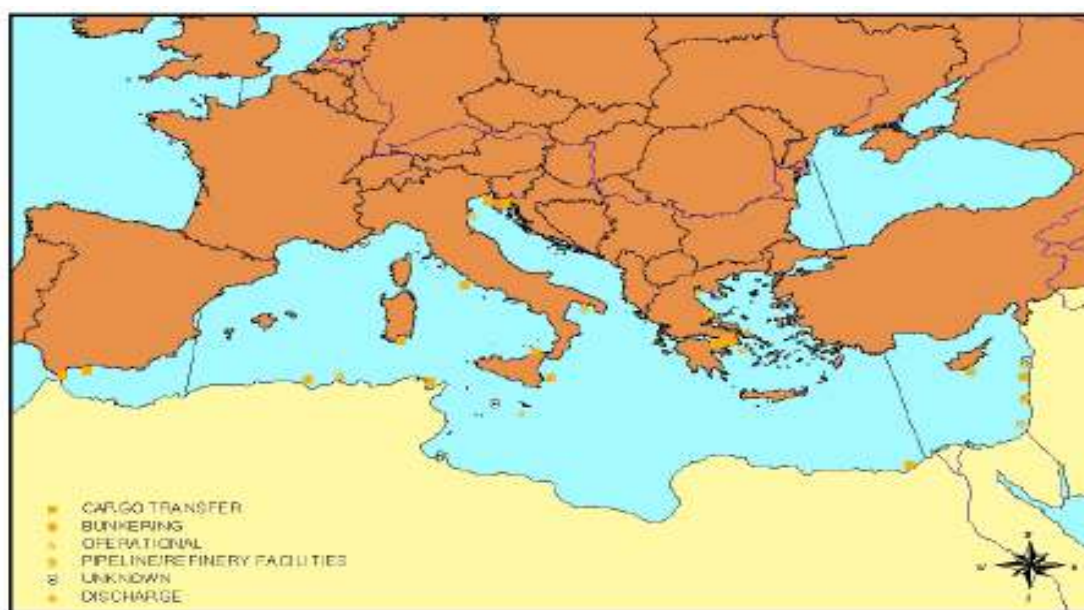 CARGO TRANSFER
BUNKERING
OPERATIONAL
PIPELINE/REFINERY FACILITIES
UNKNOWN
DISCHARGE